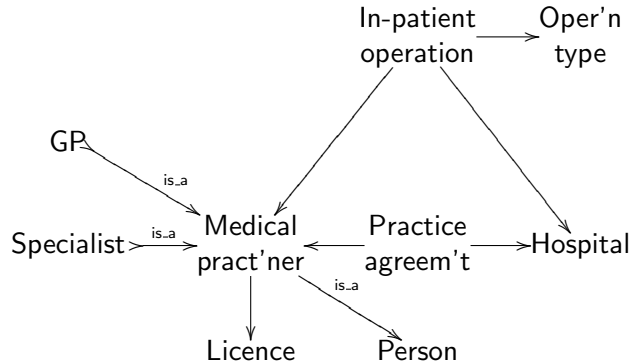 In-patient
operation
Oper'n
type
GP
is_a
Specialist
is_a
Medical
pract'ner
Practice
agreem't
Hospital
is_a
Licence
Person